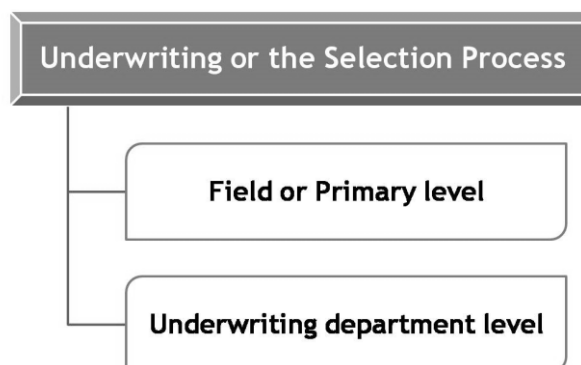 Underwriting or the Selection Process
Field or Primary level
Underwriting department level